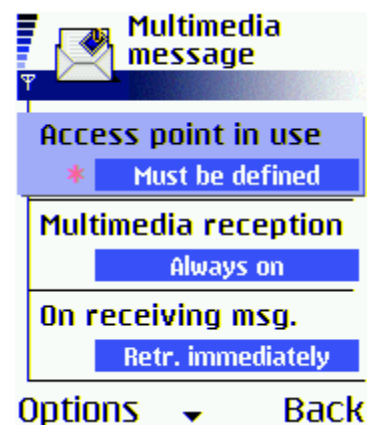 Multimedia
message
Access point in use
* Must be defined
Multimedia reception
Always on
On receiving msg.
Retr. immediately
Options Back